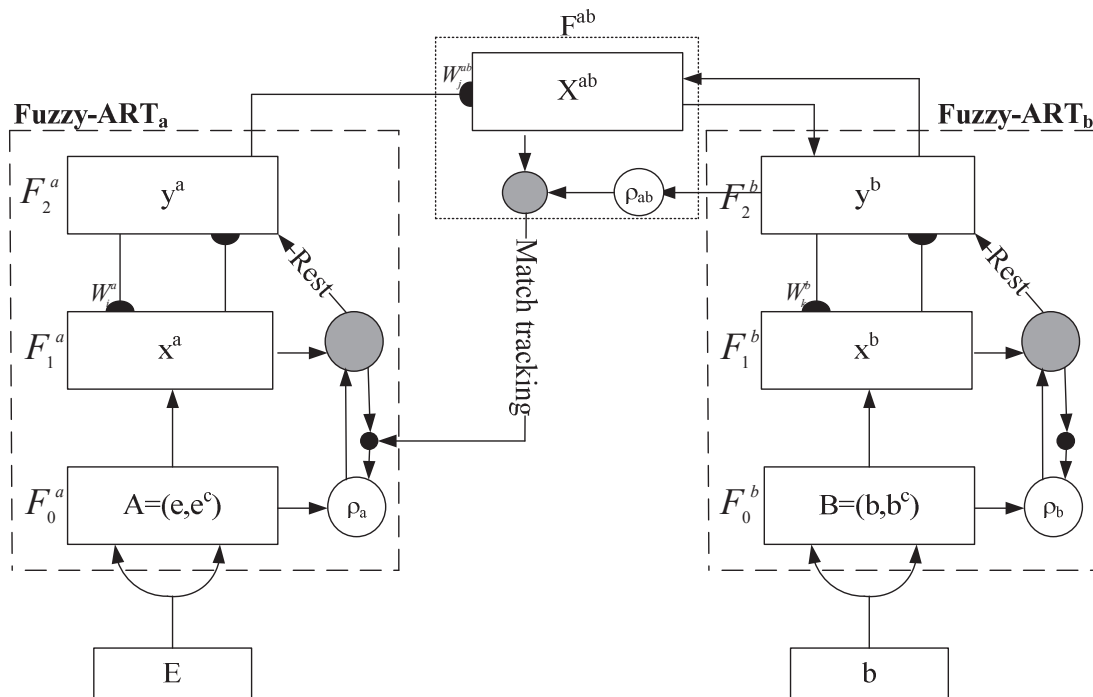 F^ab
W_j^ab
X^ab
Fuzzy-ART_a
Fuzzy-ART_b
F_2^a
y^a
ρ_ab
F_2^b
y^b
Rest
Match tracking
Rest
W^a
W_k^b
F_1^a
x^a
F_1^b
x^b
F_0^a
A=(e,e^c)
ρ_a
F_0^b
B=(b,b^c)
ρ_b
E
b